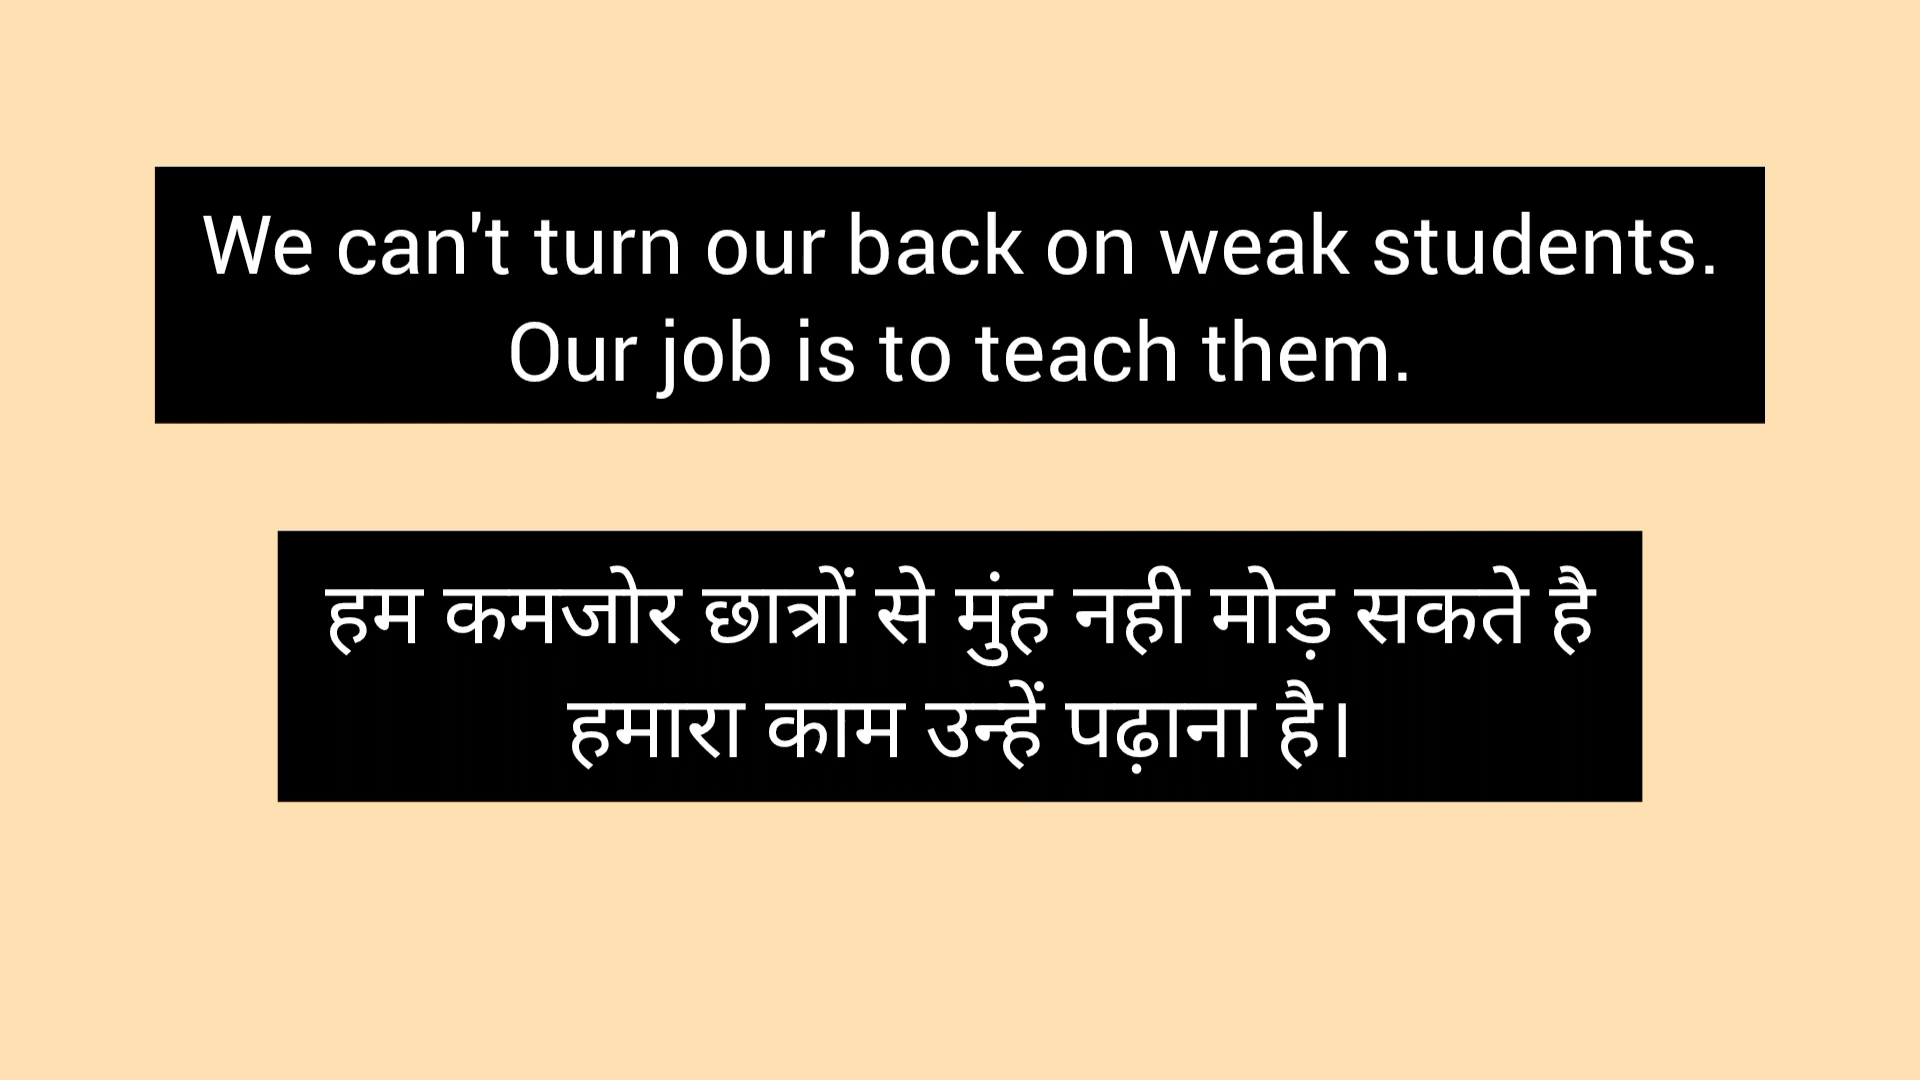 We can't turn our back on weak students.
Our job is to teach them.
हम कमजोर छात्रों से मुंह नही मोड़ सकते है
हमारा काम उन्हें पढ़ाना है।